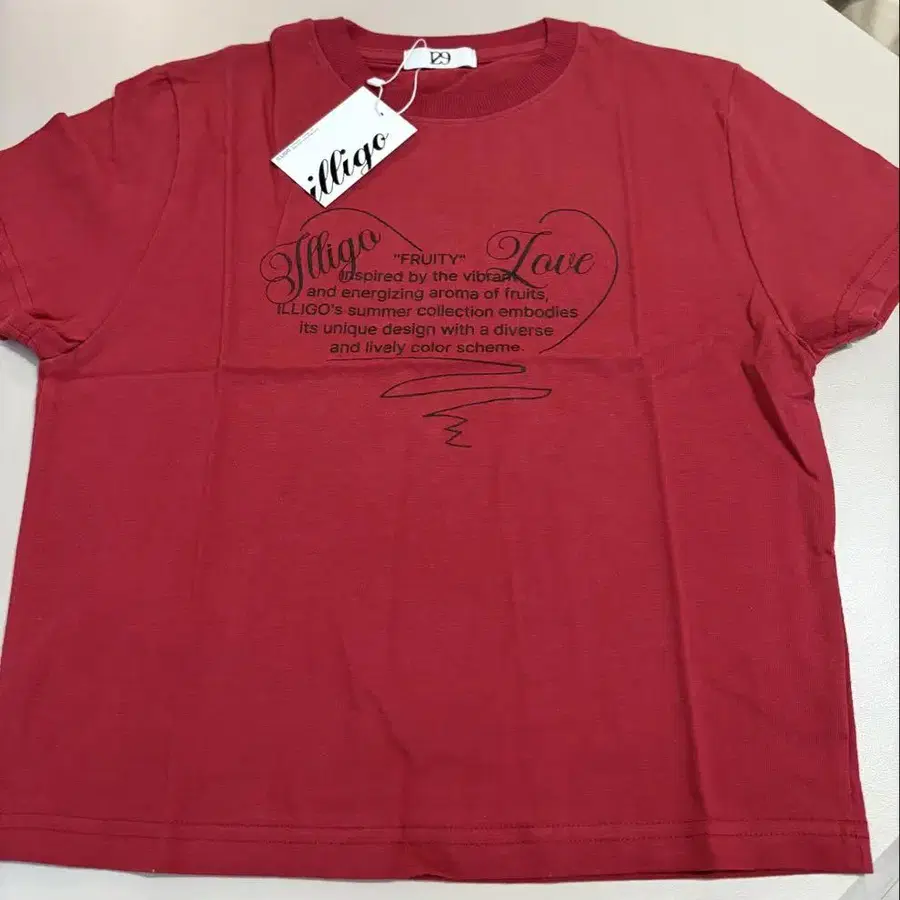 illigo
Illigo
Love
"FRUITY"
Inspired by the vibrant
and energizing aroma of fruits,
ILLIGO's summer collection embodies
its unique design with a diverse
and lively color scheme.